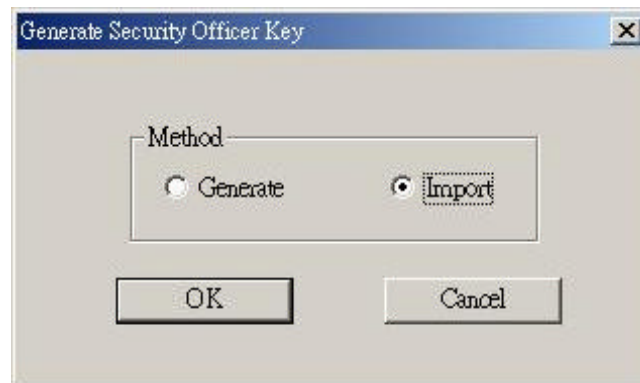 Generate Security Officer Key
Method
Generate Import
OK Cancel